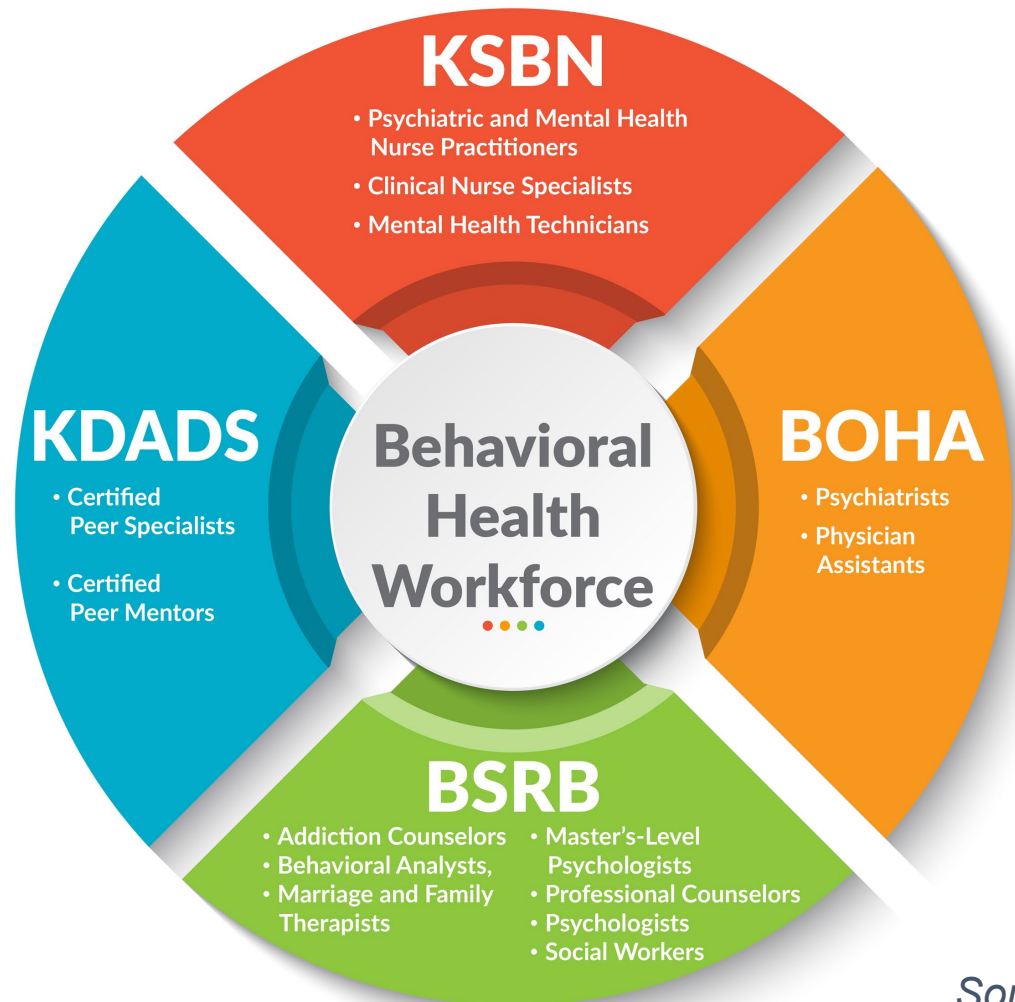 KSBN
• Psychiatric and Mental Health
Nurse Practitioners
• Clinical Nurse Specialists
• Mental Health Technicians
KDADS
• Certified
Peer Specialists
• Certified
Peer Mentors
Behavioral
Health
Workforce
BOHA
• Psychiatrists
• Physician
Assistants
BSRB
• Addiction Counselors
• Behavioral Analysts,
• Marriage and Family
Therapists
• Master's-Level
Psychologists
• Professional Counselors
• Psychologists
• Social Workers